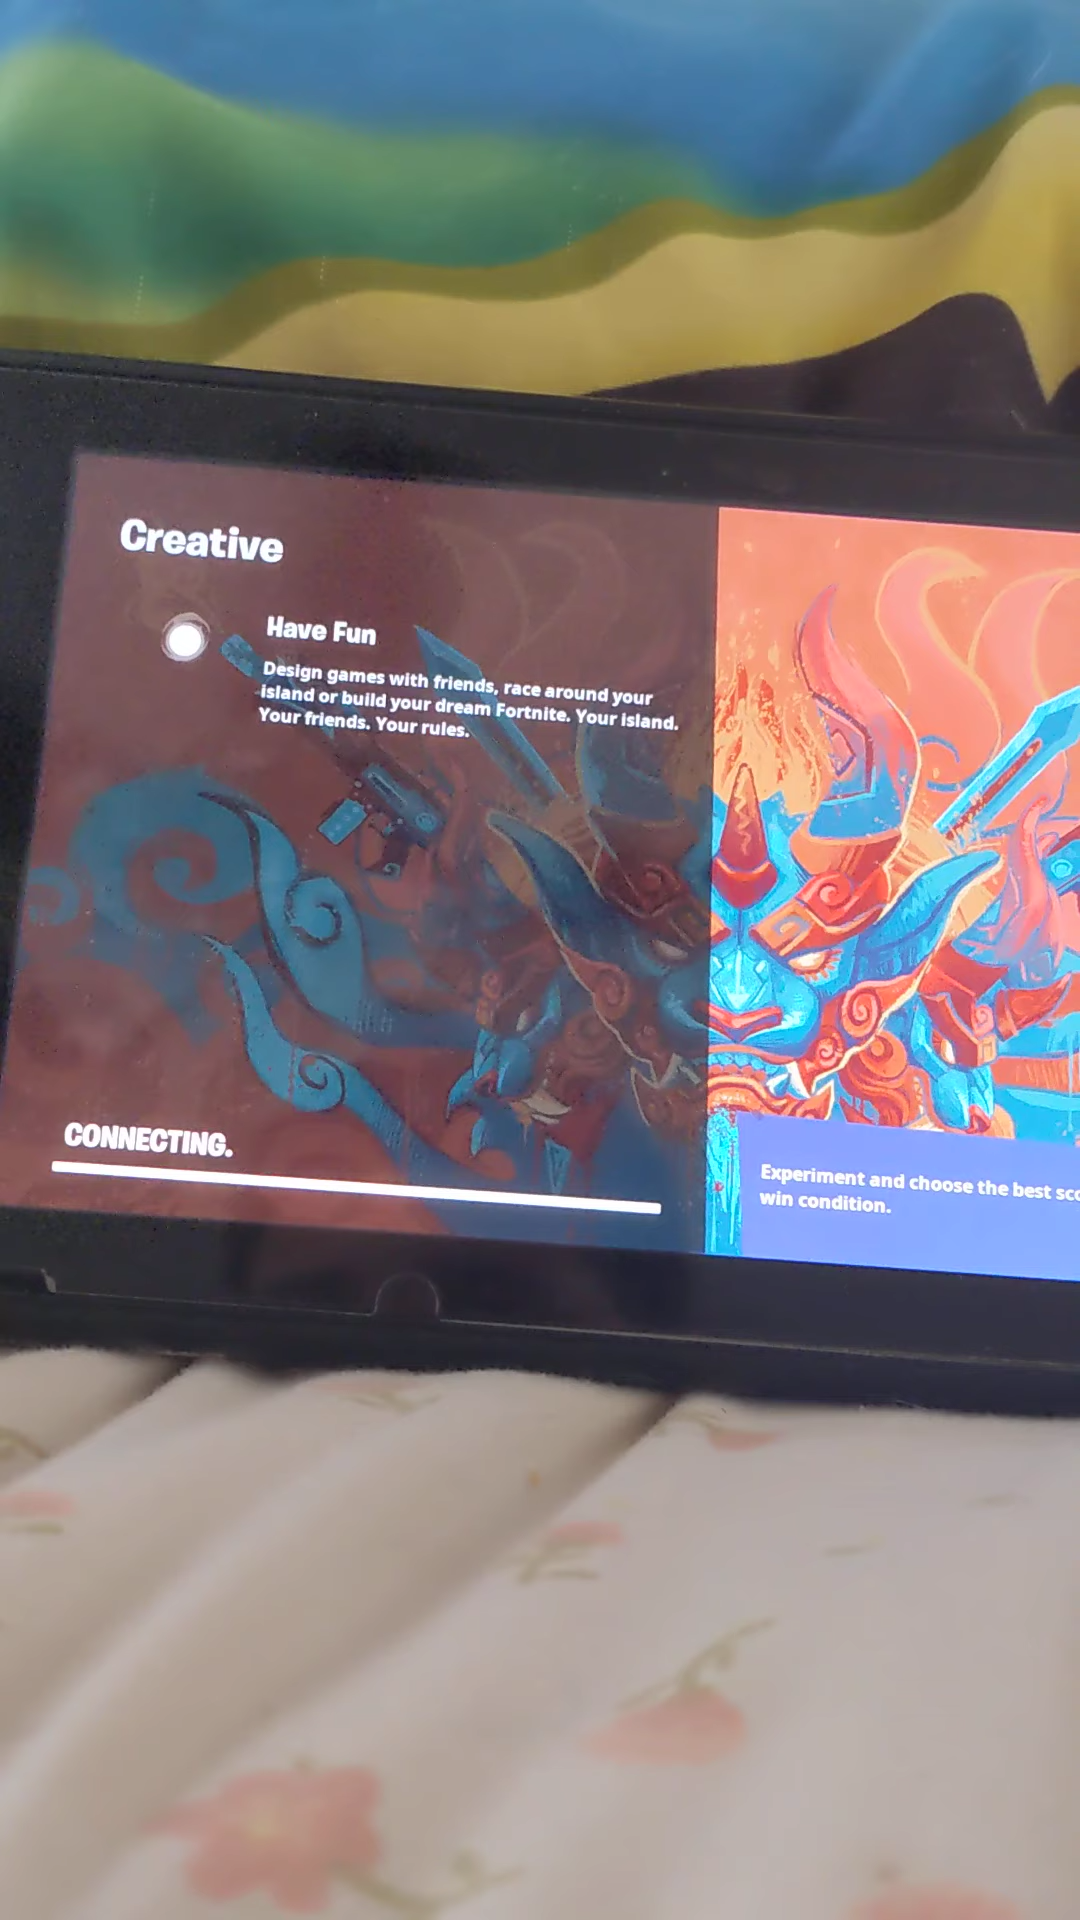 Creative
Have Fun
Design games with friends, race around your
island or build your dream Fortnite. Your island.
Your friends. Your rules.
CONNECTING.
Experiment and choose the best
win condition.